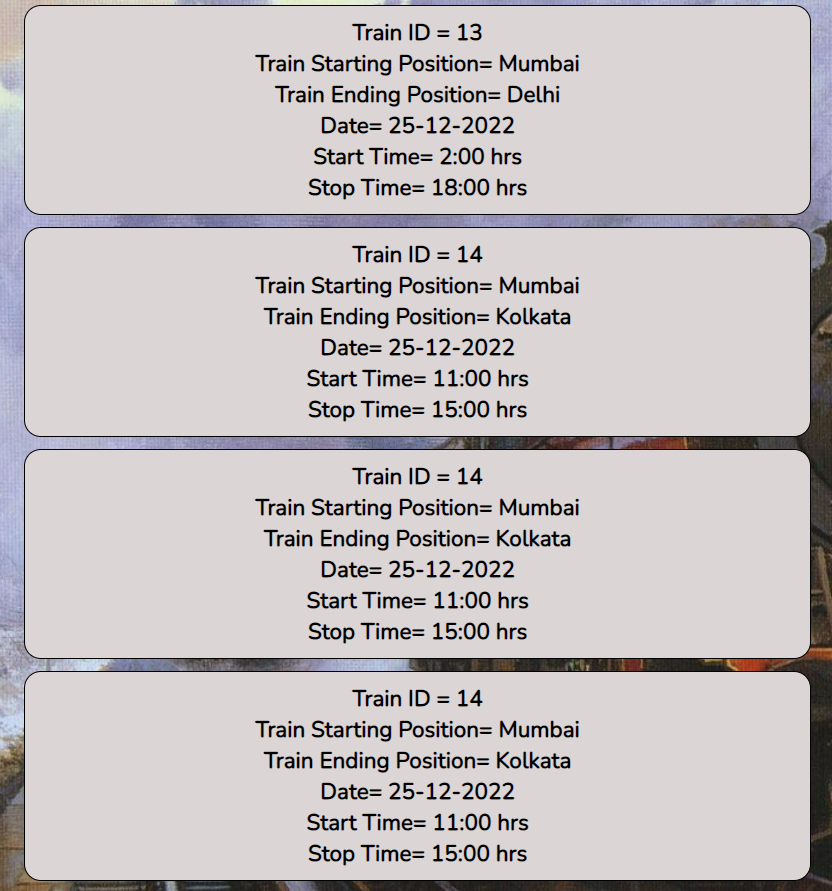 Train ID = 13
Train Starting Position= Mumbai
Train Ending Position= Delhi
Date= 25-12-2022
Start Time= 2:00 hrs
Stop Time= 18:00 hrs
Train ID = 14
Train Starting Position= Mumbai
Train Ending Position= Kolkata
Date= 25-12-2022
Start Time= 11:00 hrs
Stop Time= 15:00 hrs
Train ID = 14
Train Starting Position= Mumbai
Train Ending Position= Kolkata
Date= 25-12-2022
Start Time= 11:00 hrs
Stop Time= 15:00 hrs
Train ID = 14
Train Starting Position= Mumbai
Train Ending Position= Kolkata
Date= 25-12-2022
Start Time= 11:00 hrs
Stop Time= 15:00 hrs